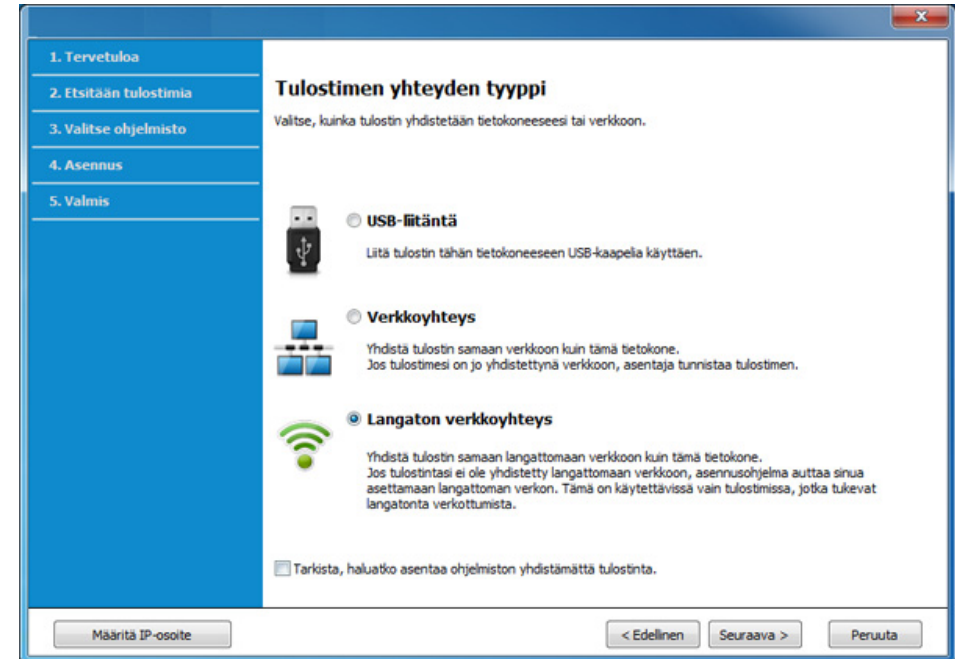 1. Tervetuloa
2. Etsitään tulostimia
3. Valitse ohjelmisto
4. Asennus
5. Valmis
Tulostimen yhteyden tyyppi
Valitse, kuinka tulostin yhdistetään tietokoneeseesi tai verkkoon.
USB-liitäntä
Liitä tulostin tähän tietokoneeseen USB-kaapelia käyttäen.
Verkkoyhteys
Yhdistä tulostin samaan verkkoon kuin tämä tietokone.
Jos tulostimesi on jo yhdistettynä verkkoon, asentaja tunnistaa tulostimen.
Langaton verkkoyhteys
Yhdistä tulostin samaan langattomaan verkkoon kuin tämä tietokone.
Jos tulostintasi ei ole yhdistetty langattomaan verkkoon, asennusohjelma auttaa sinua
asettamaan langattoman verkon. Tämä on käytettävissä vain tulostimissa, jotka tukevat
langatonta verkottumista.
Tarkista, haluatko asentaa ohjelmiston yhdistämättä tulostinta.
Määritä IP-osoite
< Edellinen
Seuraava >
Peruuta